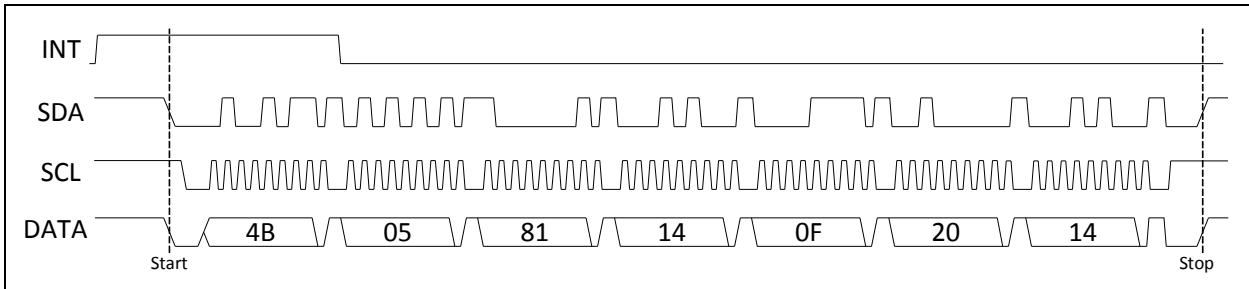 INT
SDA
SCL
DATA 4B 05 81 14 0F 20 14
Start Stop